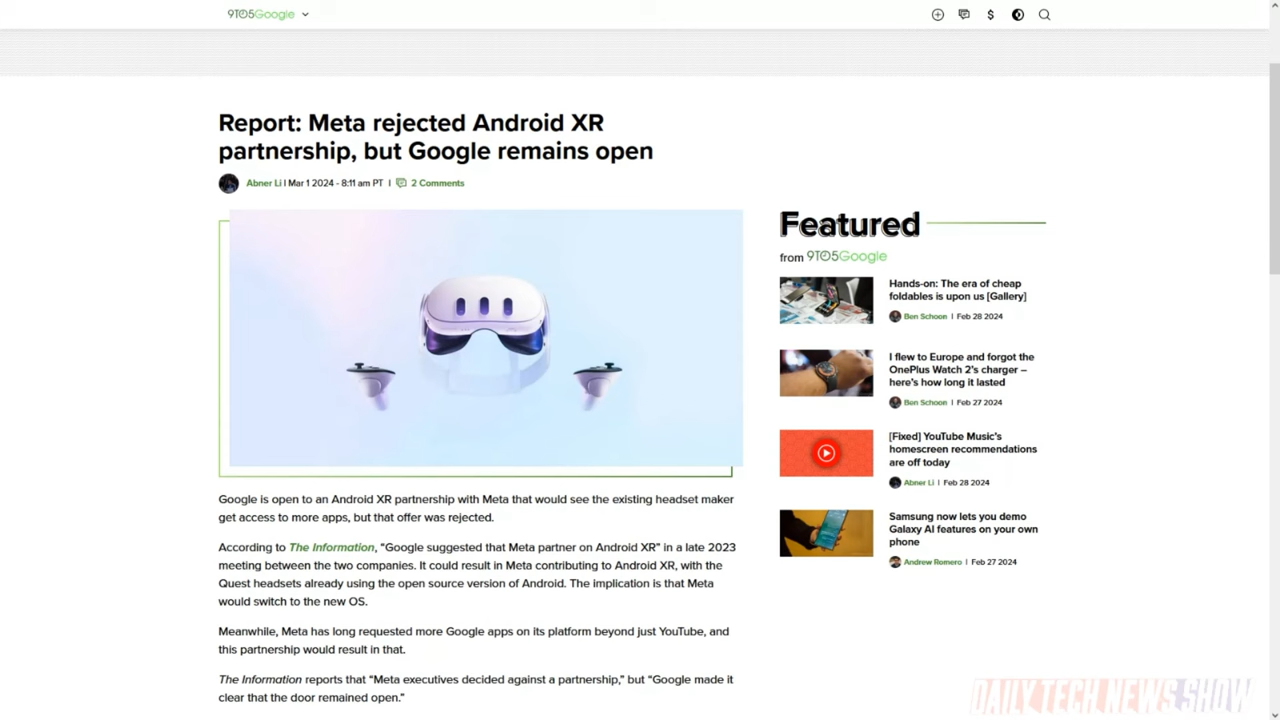 9TO5Google
Report: Meta rejected Android XR
partnership, but Google remains open
Abner Li | Mar 1 2024 - 8:11 am PT | 2 Comments
Google is open to an Android XR partnership with Meta that would see the existing headset maker
get access to more apps, but that offer was rejected.
According to The Information, “Google suggested that Meta partner on Android XR” in a late 2023
meeting between the two companies. It could result in Meta contributing to Android XR, with the
Quest headsets already using the open source version of Android. The implication is that Meta
would switch to the new OS.
Meanwhile, Meta has long requested more Google apps on its platform beyond just YouTube, and
this partnership would result in that.
The Information reports that “Meta executives decided against a partnership,” but “Google made it
clear that the door remained open.”
Featured
from 9TO5Google
Hands-on: The era of cheap
foldables is upon us [Gallery]
Ben Schoon | Feb 28 2024
I flew to Europe and forgot the
OnePlus Watch 2’s charger –
here’s how long it lasted
Ben Schoon | Feb 27 2024
[Fixed] YouTube Music’s
homescreen recommendations
are off today
Abner Li | Feb 28 2024
Samsung now lets you demo
Galaxy AI features on your own
phone
Andrew Romero | Feb 27 2024
DAILY TECH NEWS SHOW